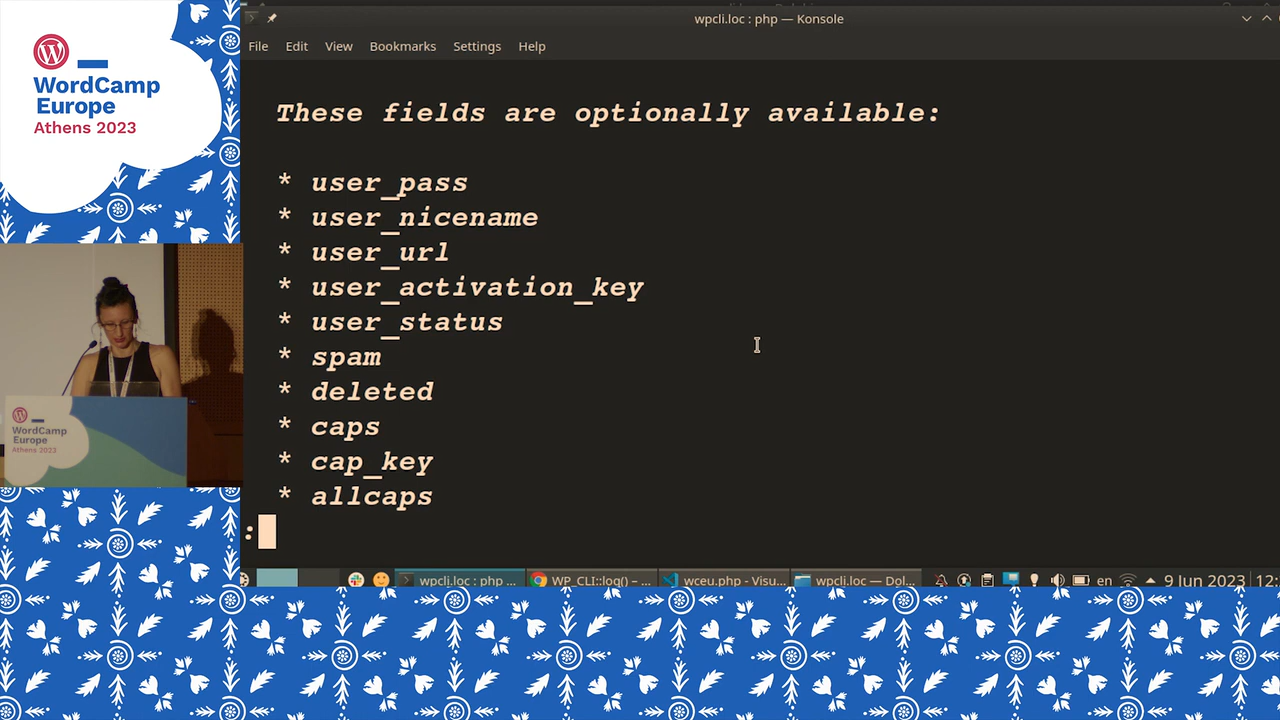 WordCamp
Europe
Athens 2023
wpcli.loc : php — Konsole
File Edit View Bookmarks Settings Help
These fields are optionally available:
* user_pass
* user_nicename
* user_url
* user_activation_key
* user_status
* spam
* deleted
* caps
* cap_key
* allcaps
:
WordCamp
Europe
Athens 2023
wpcli.loc : php ... WP_CLI::log() – ... wceu.php - Visu... wpcli.loc — Dol... en 9 Jun 2023 12: